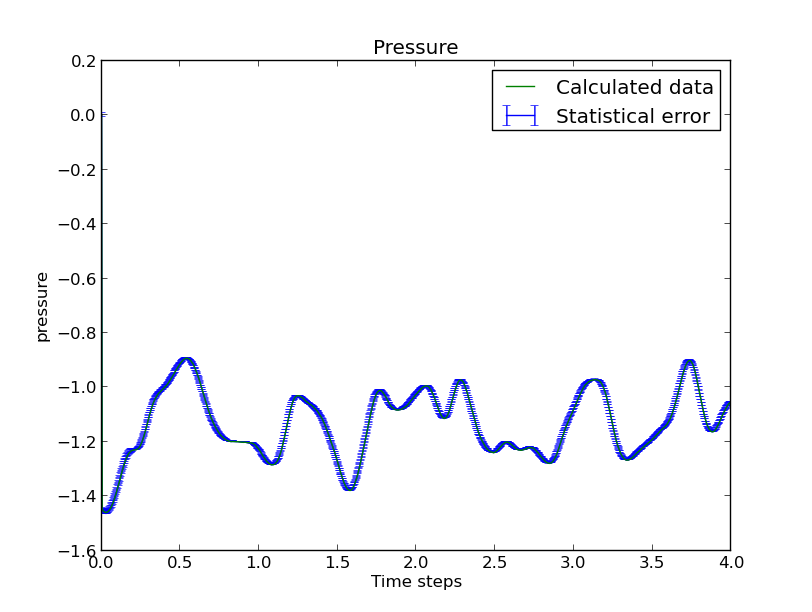 Pressure
0.2
Calculated data
Statistical error
0.0
−0.2
−0.4
−0.6
−0.8
−1.0
−1.2
−1.4
−1.6
pressure
0.0 0.5 1.0 1.5 2.0 2.5 3.0 3.5 4.0
Time steps